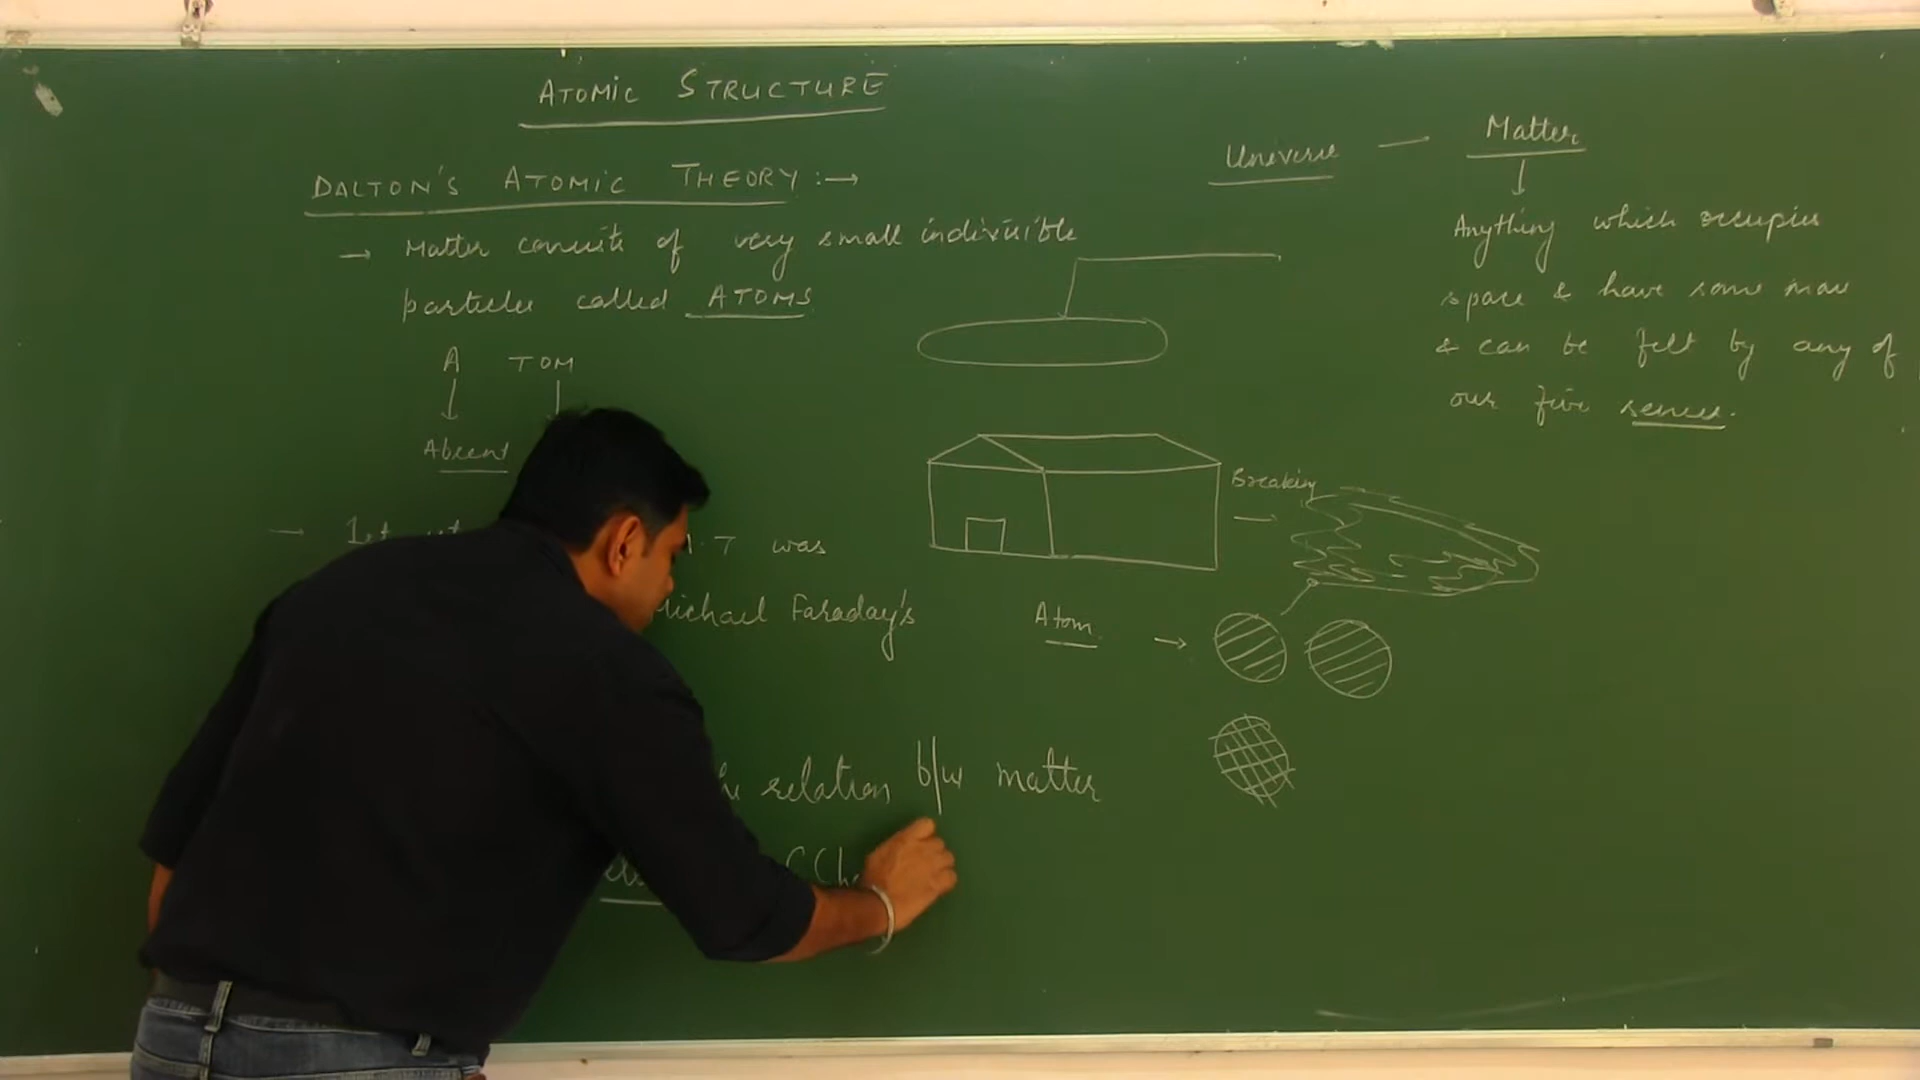 ATOMIC STRUCTURE
DALTON'S ATOMIC THEORY :→
→ Matter consists of very small indivisible
particles called ATOMS
A TOM
Absent
→ 1st
A.T was
Michael Faraday's
relation b/w matter
Universe — Matter
Anything which occupies
space & have some mass
& can be felt by any of
our five senses.
Breaking
Atom →